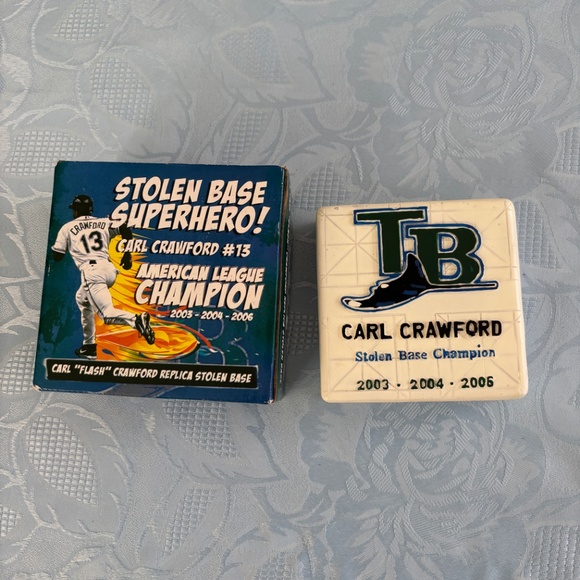 STOLEN BASE
SUPERHERO!
CARL CRAWFORD #13
AMERICAN LEAGUE
CHAMPION
2003 - 2004 - 2006
CRAWFORD
13
CARL "FLASH" CRAWFORD REPLICA STOLEN BASE
TB
CARL CRAWFORD
Stolen Base Champion
2003 · 2004 · 2006